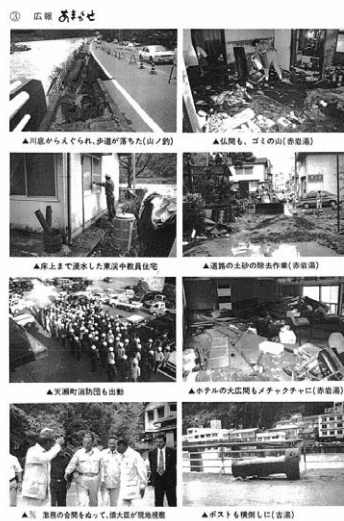 ③ 広報 あまがせ
▲川底からえぐられ、歩道が落ちた(山ノ釣)
▲仏間も、ゴミの山(赤岩湯)
▲床上まで浸水した東渓中教員住宅
▲道路の土砂の除去作業(赤岩湯)
▲天瀬町消防団も出動
▲ホテルの大広間もメチャクチャに(赤岩湯)
激務の合間をぬって、畑大臣が現地視察
▲ポストも横倒しに(古湯)